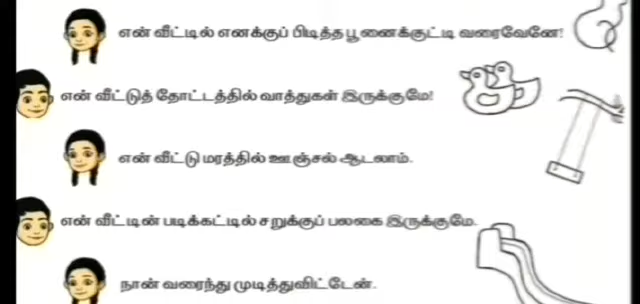 என் வீட்டில் எனக்குப் பிடித்த பூனைக்குட்டி வரைவேனே!
என் வீட்டுத் தோட்டத்தில் வாத்துகள் இருக்குமே!
என் வீட்டு மரத்தில் ஊஞ்சல் ஆடலாம்.
என் வீட்டின் படிக்கட்டில் சறுக்குப் பலகை இருக்குமே.
நான் வரைந்து முடித்துவிட்டேன்.